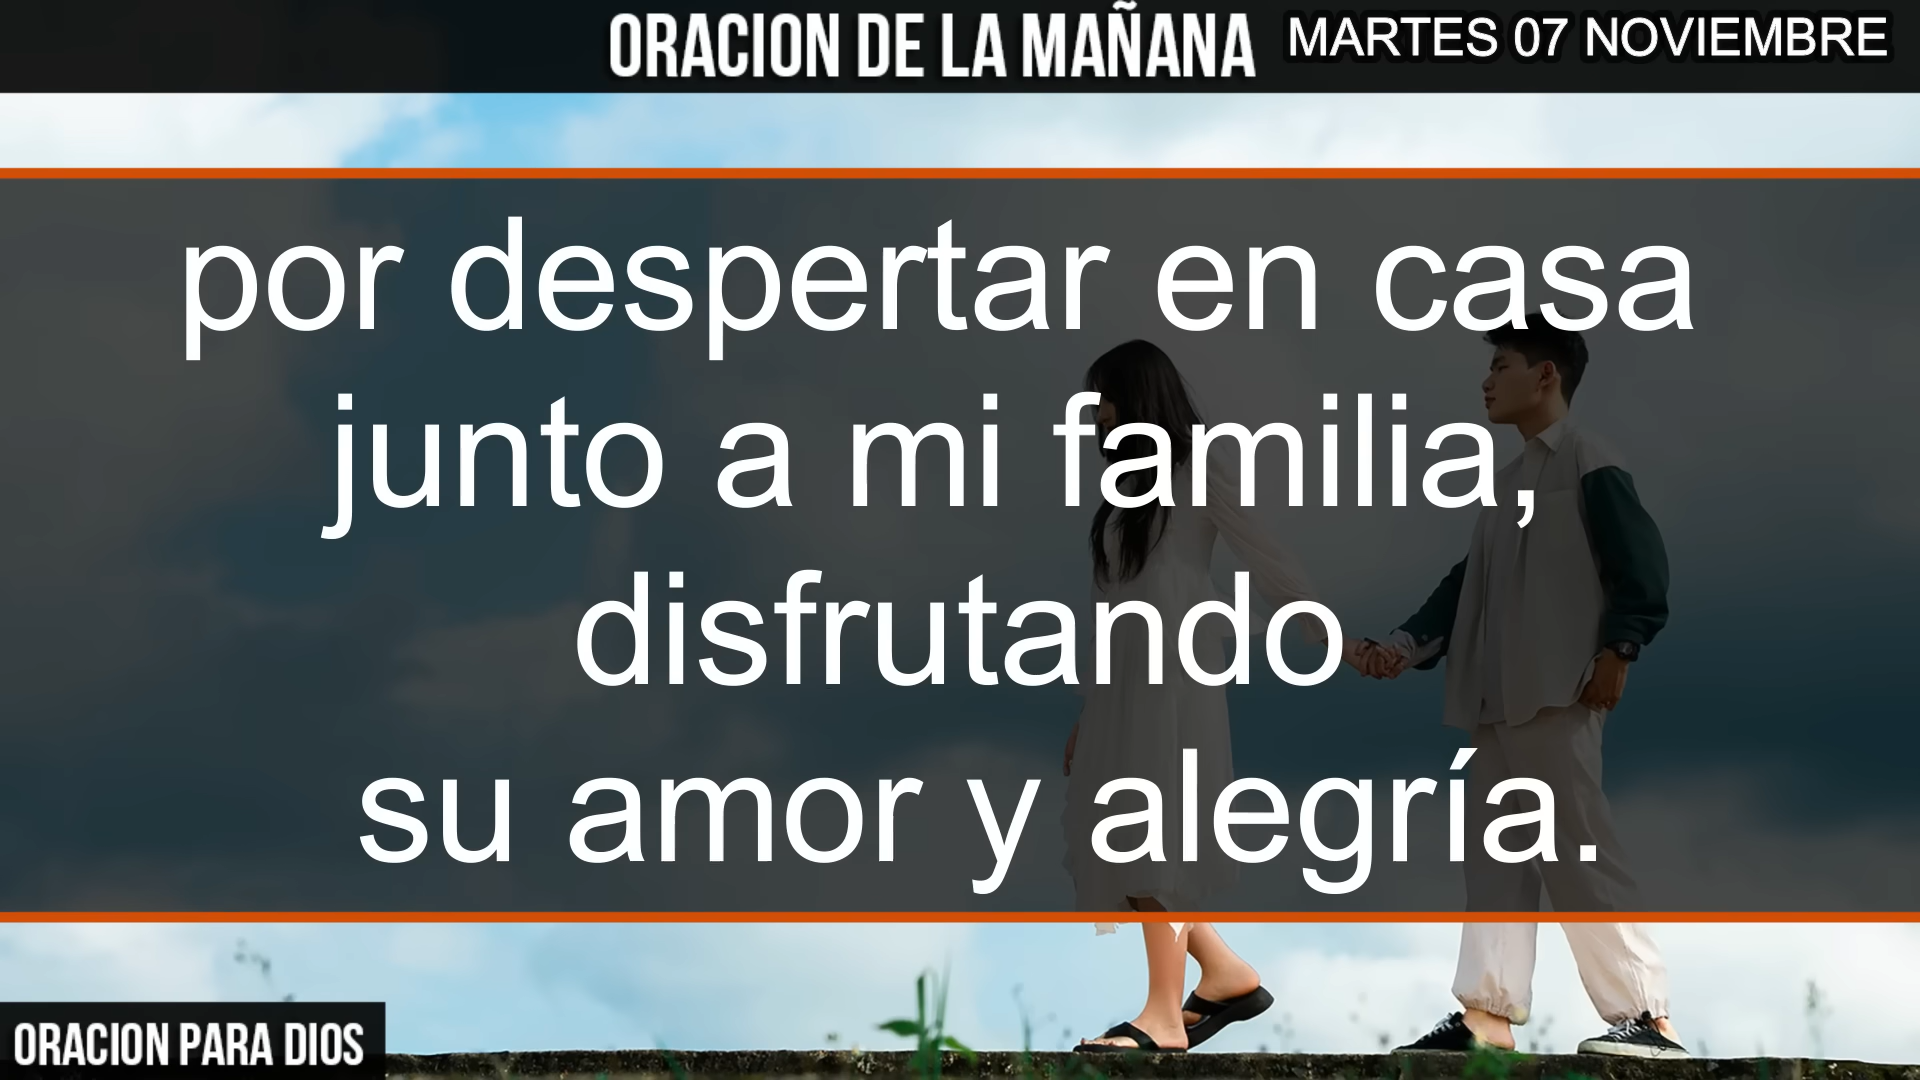 ORACION DE LA MAÑANA MARTES 07 NOVIEMBRE
por despertar en casa
junto a mi familia,
disfrutando
su amor y alegría.
ORACION PARA DIOS